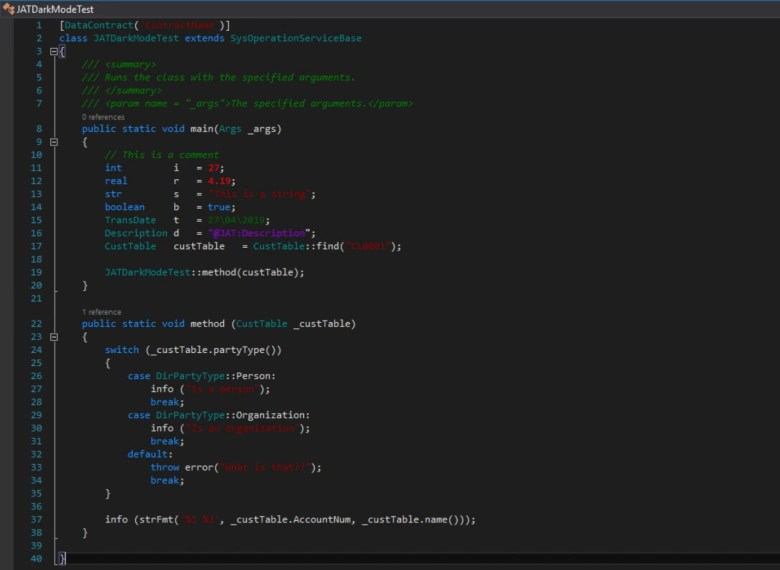 JATDarkModeTest
1 [DataContract('ContractName')]
2 class JATDarkModeTest extends SysOperationServiceBase
3 {
4 /// <summary>
5 /// Runs the class with the specified arguments.
6 /// </summary>
7 /// <param name = "_args">The specified arguments.</param>
0 references
8 public static void main(Args _args)
9 {
10 // This is a comment
11 int i = 27;
12 real r = 4.19;
13 str s = 'This is a string';
14 boolean b = true;
15 TransDate t = 27\04\2019;
16 Description d = "@JAT:Description";
17 CustTable custTable = CustTable::find();
18
19 JATDarkModeTest::method(custTable);
20 }
21
1 reference
22 public static void method (CustTable _custTable)
23 {
24 switch (_custTable.partyType())
25 {
26 case DirPartyType::Person:
27 info ("Is a person");
28 break;
29 case DirPartyType::Organization:
30 info ("Is an organization");
31 break;
32 default:
33 throw error("What is that??");
34 break;
35 }
36
37 info (strFmt('%1 %2', _custTable.AccountNum, _custTable.name()));
38 }
39
40 }